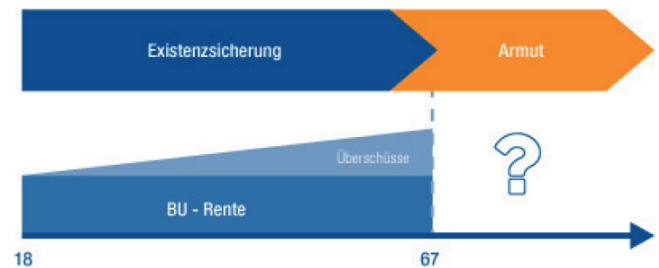 Existenzsicherung
Armut
Überschüsse
?
BU - Rente
18
67